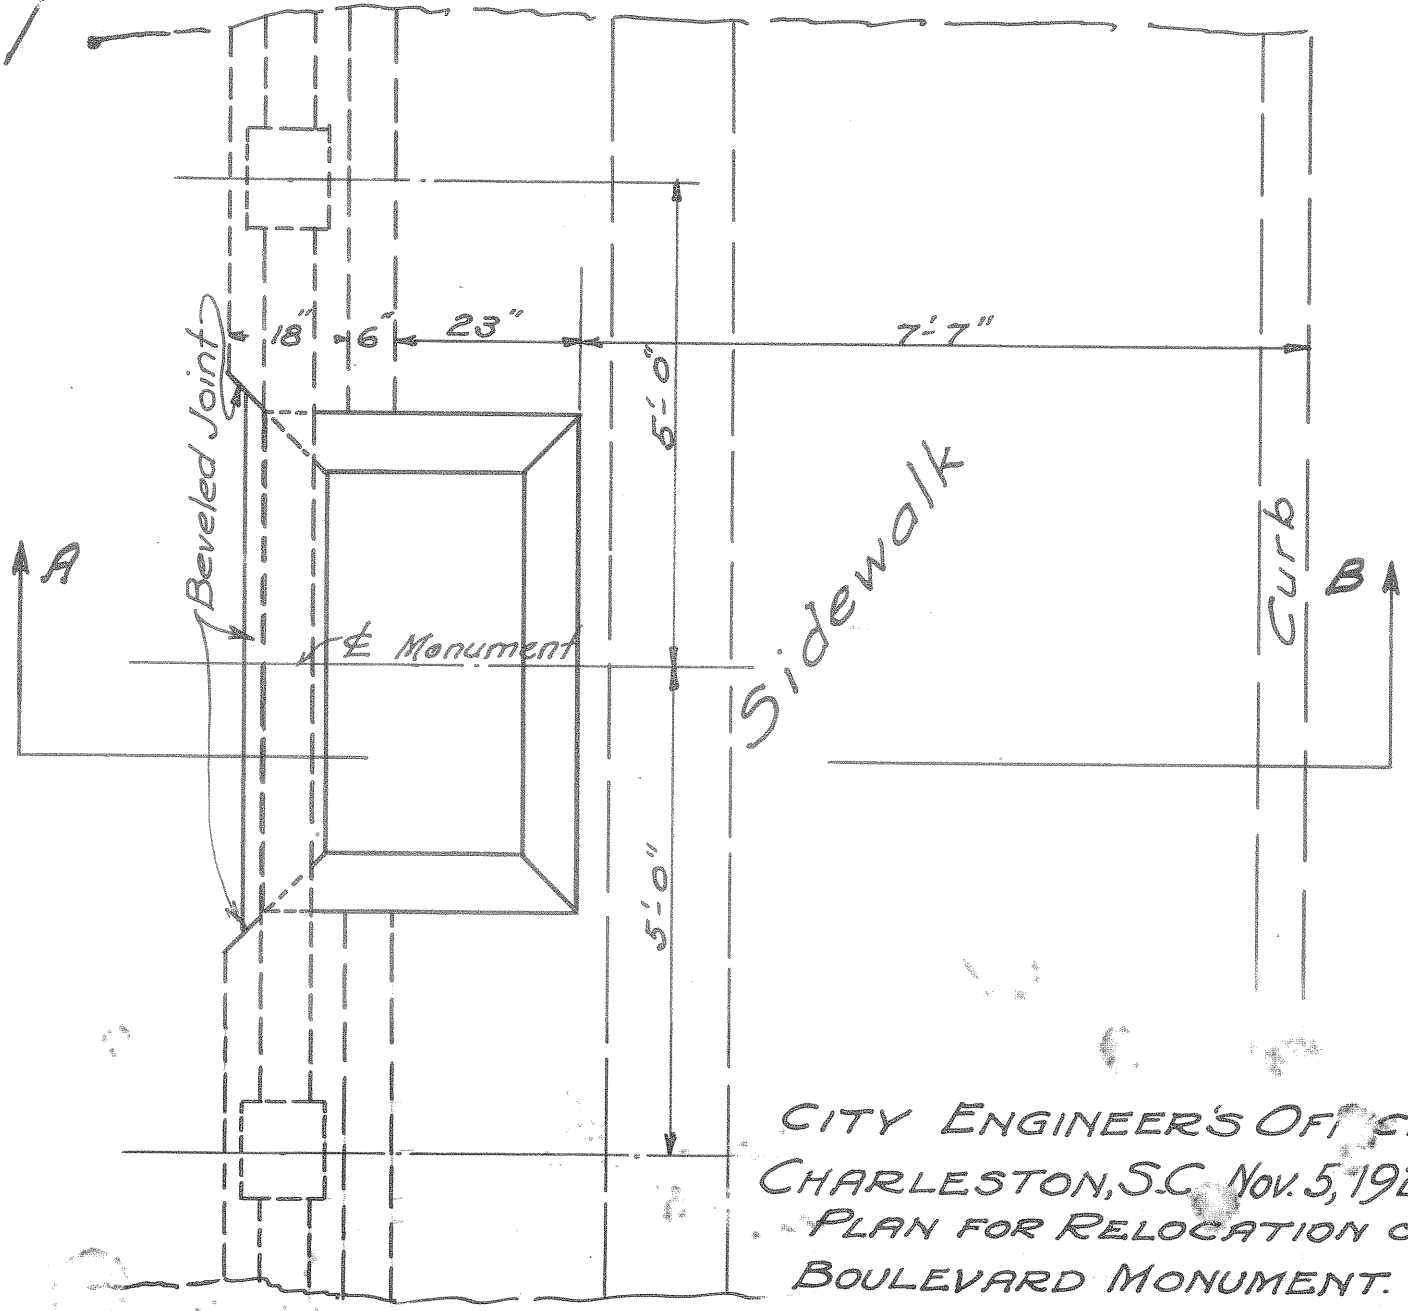 18" 6" 23" 7'-7"
5'-0"
Beveled Joint
A
℄ Monument
Sidewalk
Curb
B
5'-0"
CITY ENGINEER'S
CHARLESTON, S.C. Nov. 5,
PLAN FOR RELOCATION
BOULEVARD MONUMENT.